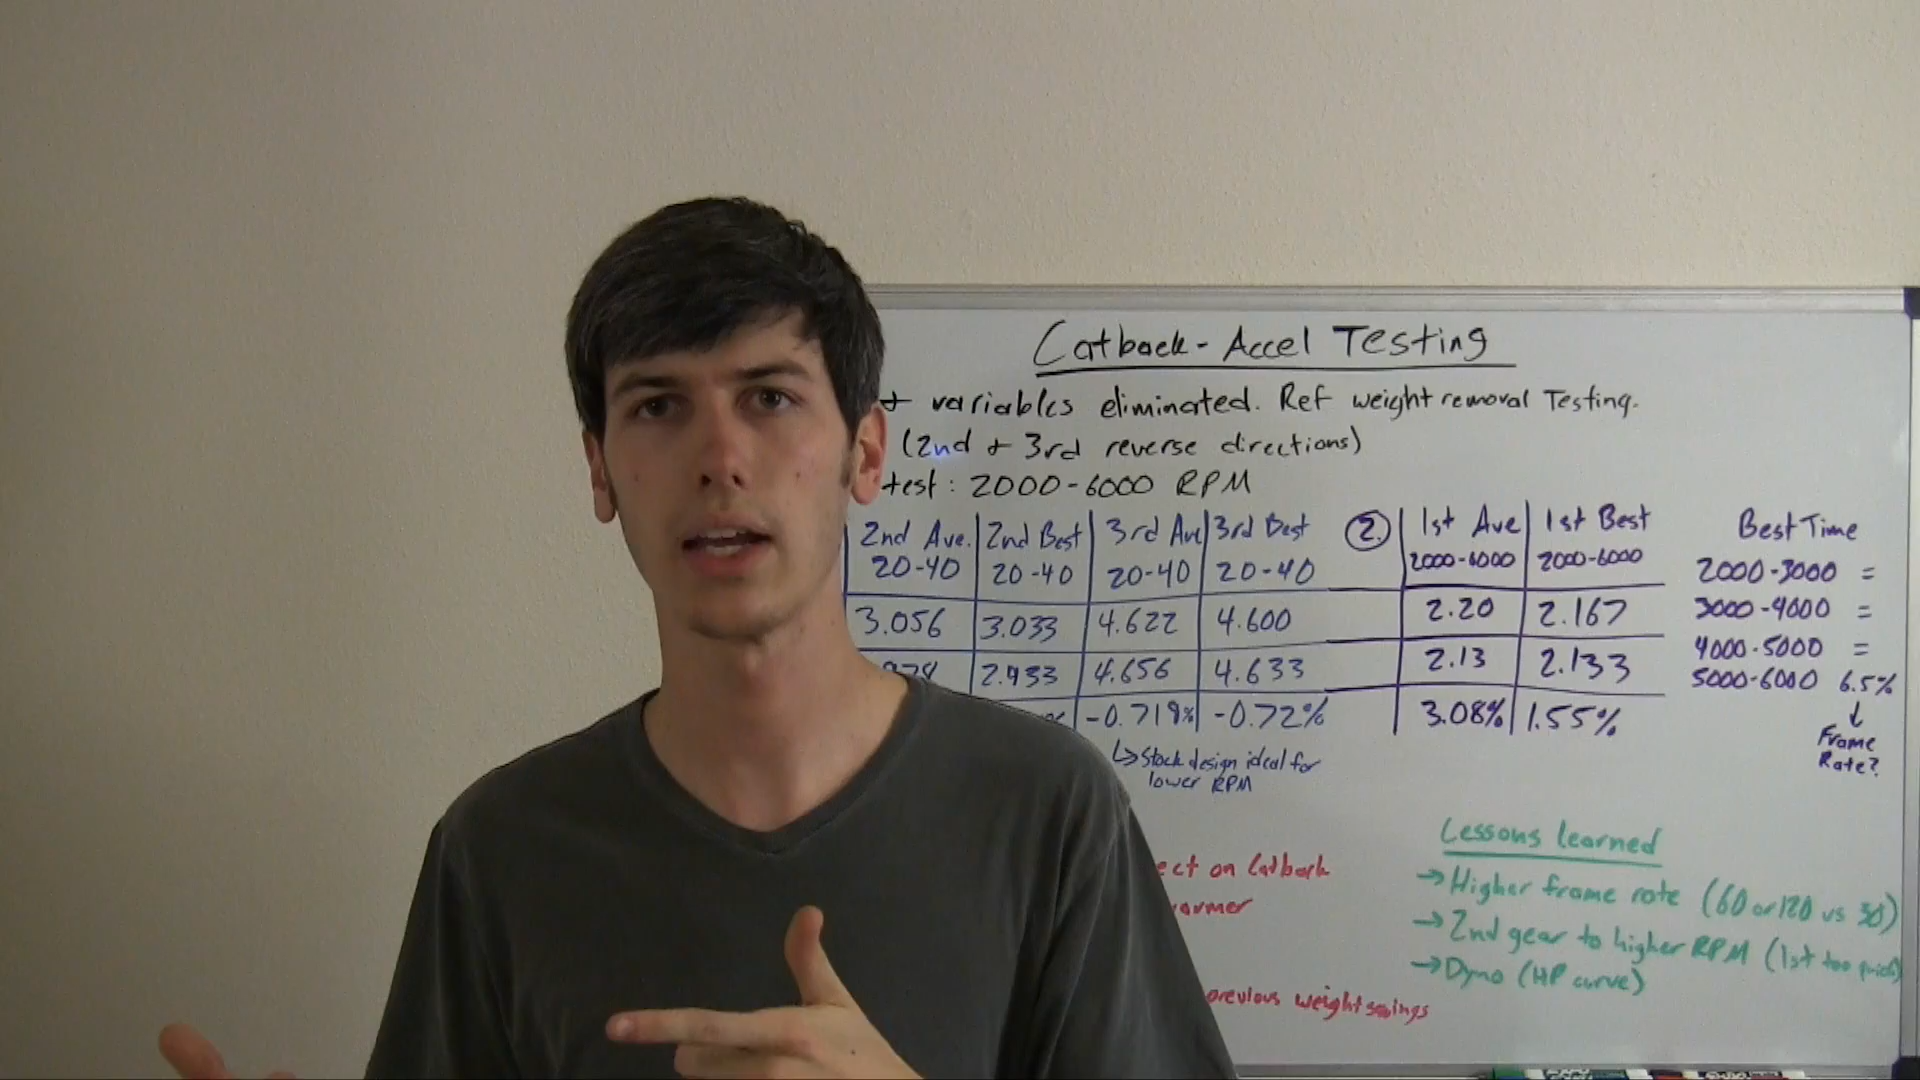 Catback - Accel Testing
+ variables eliminated. Ref weight removal Testing.
(2nd + 3rd reverse directions)
test: 2000-6000 RPM
2nd Ave. 2nd Best 3rd Ave 3rd Best
20-40 20-40 20-40 20-40
3.056 3.033 4.622 4.600
2.933 4.656 4.633
-0.719% -0.72%
↳ Stock design ideal for
lower RPM
2. 1st Ave 1st Best
2000-6000 2000-6000
2.20 2.167
2.13 2.133
3.08% 1.55%
Best Time
2000-3000 =
3000-4000 =
4000-5000 =
5000-6000 6.5%
↓
Frame
Rate?
ect on Catback
warmer
previous weight savings
Lessons learned
→ Higher frame rate (60 or 120 vs 30)
→ 2nd gear to higher RPM (1st too quick)
→ Dyno (HP curve)